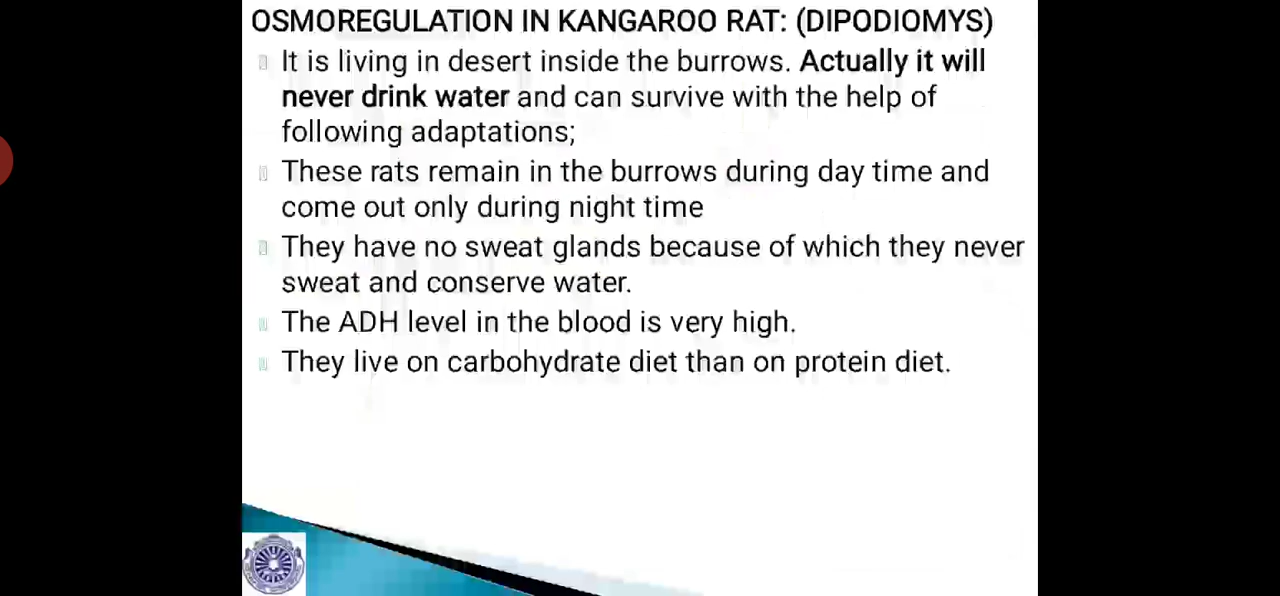 OSMOREGULATION IN KANGAROO RAT: (DIPODIOMYS)
It is living in desert inside the burrows. Actually it will
never drink water and can survive with the help of
following adaptations;
These rats remain in the burrows during day time and
come out only during night time
They have no sweat glands because of which they never
sweat and conserve water.
The ADH level in the blood is very high.
They live on carbohydrate diet than on protein diet.